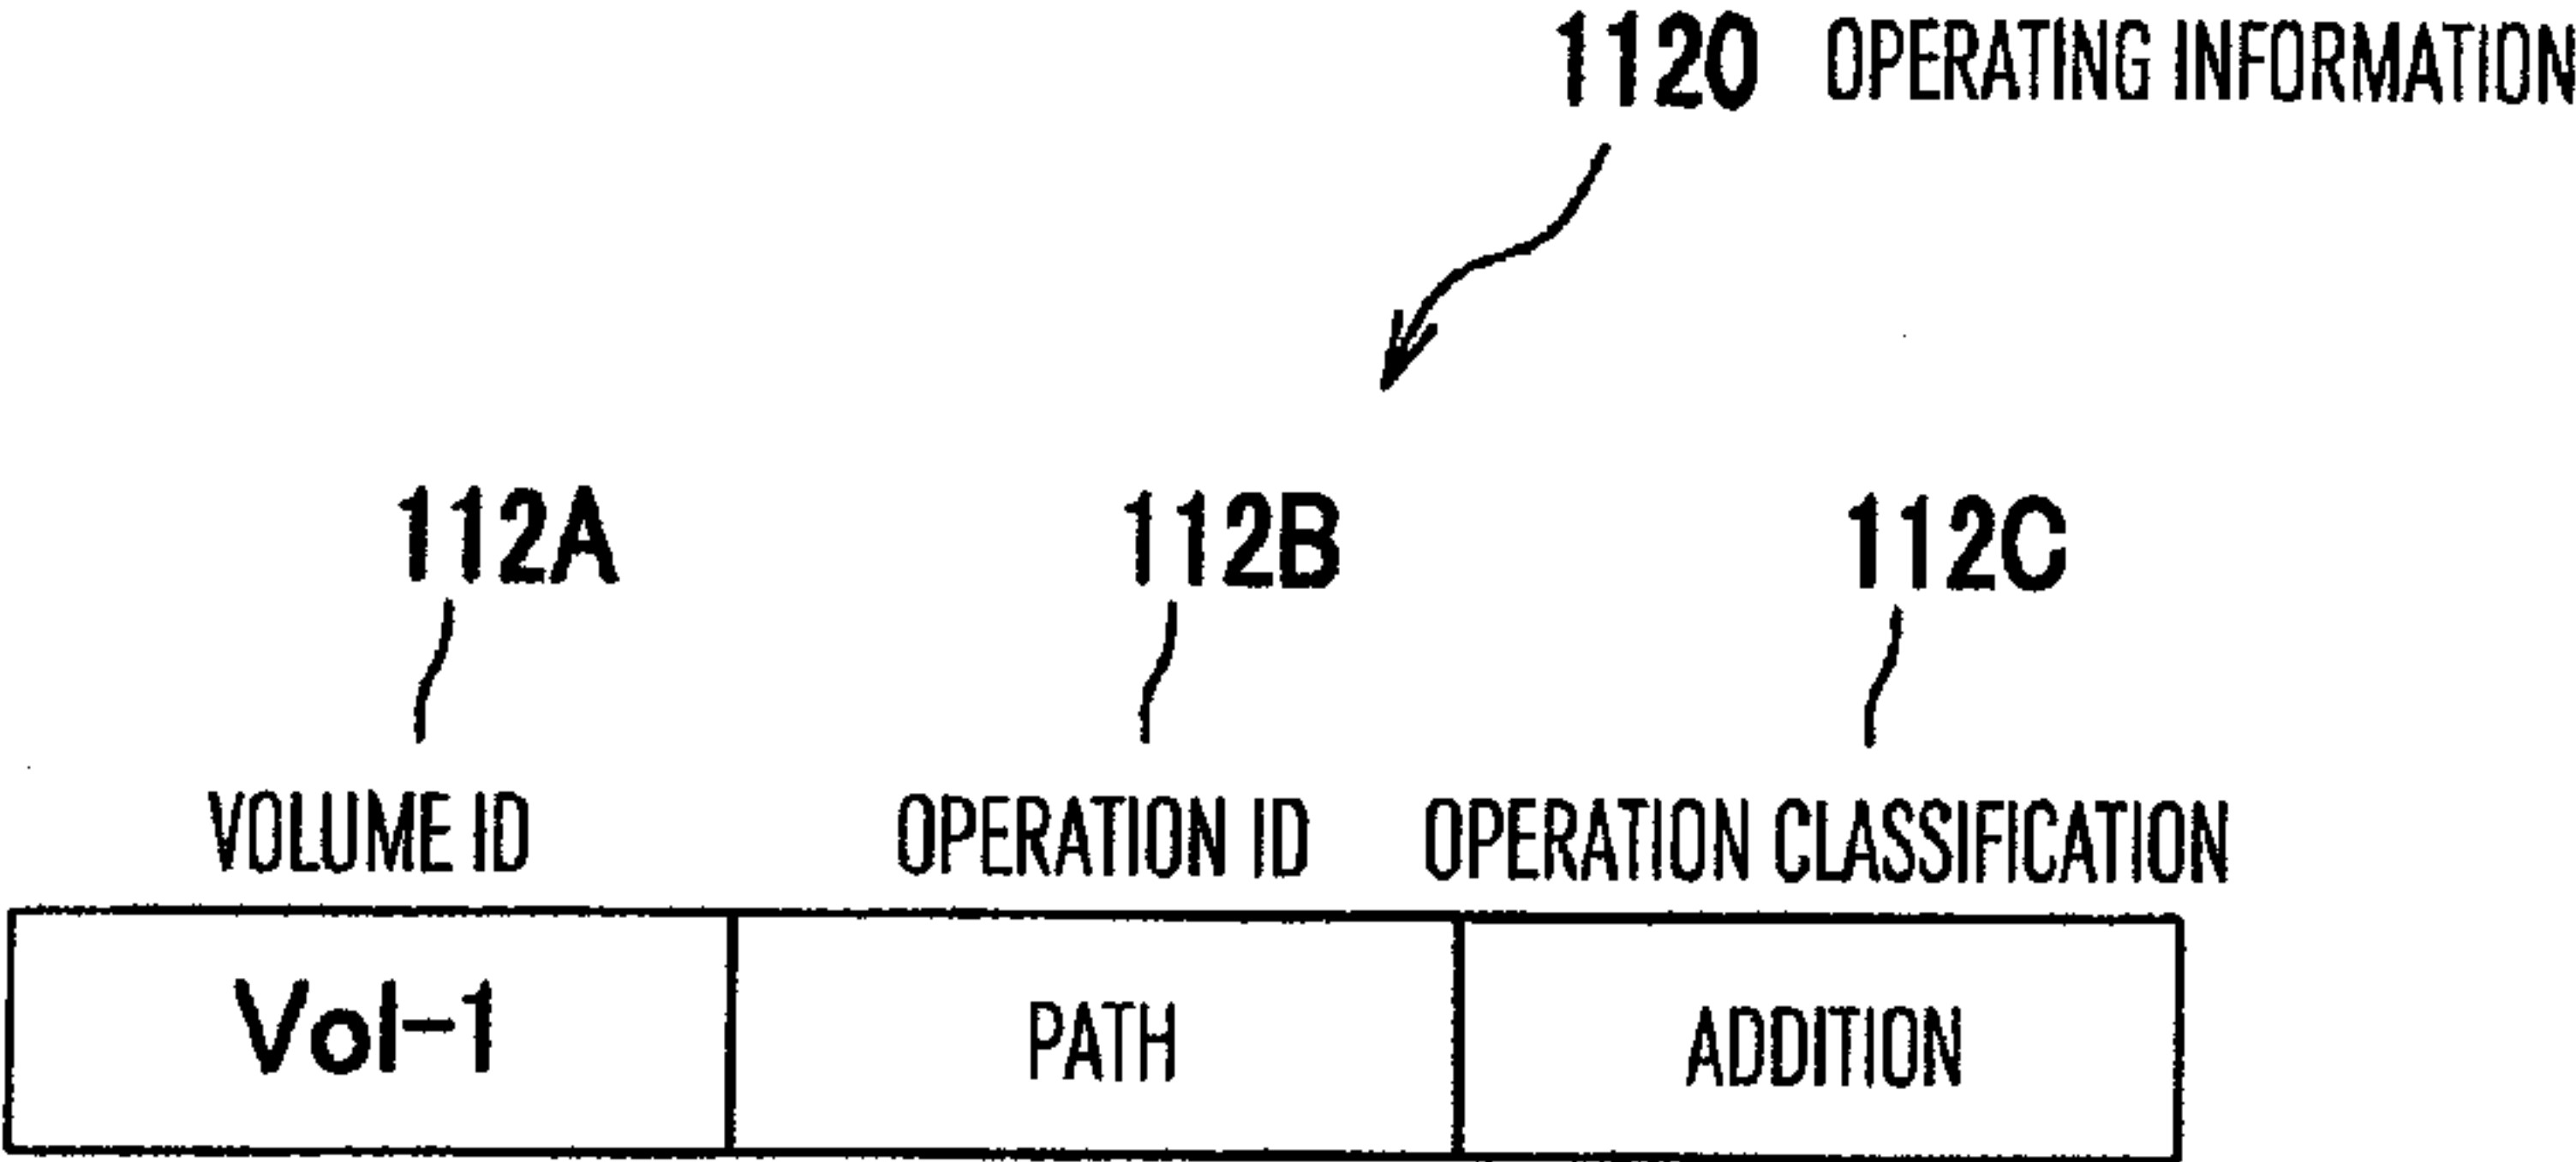 1120 OPERATING INFORMATION
112A 112B 112C
VOLUME ID OPERATION ID OPERATION CLASSIFICATION
Vol-1 PATH ADDITION